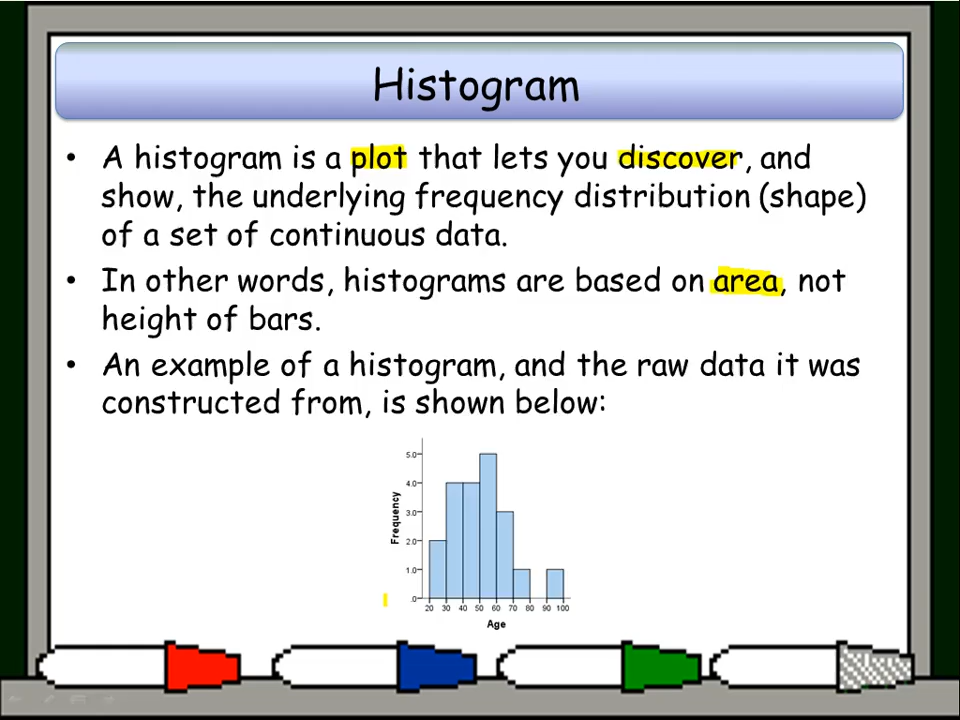 Histogram
• A histogram is a plot that lets you discover, and
show, the underlying frequency distribution (shape)
of a set of continuous data.
• In other words, histograms are based on area, not
height of bars.
• An example of a histogram, and the raw data it was
constructed from, is shown below:
5.0
4.0
3.0
2.0
1.0
.0
Frequency
20 30 40 50 60 70 80 90 100
Age